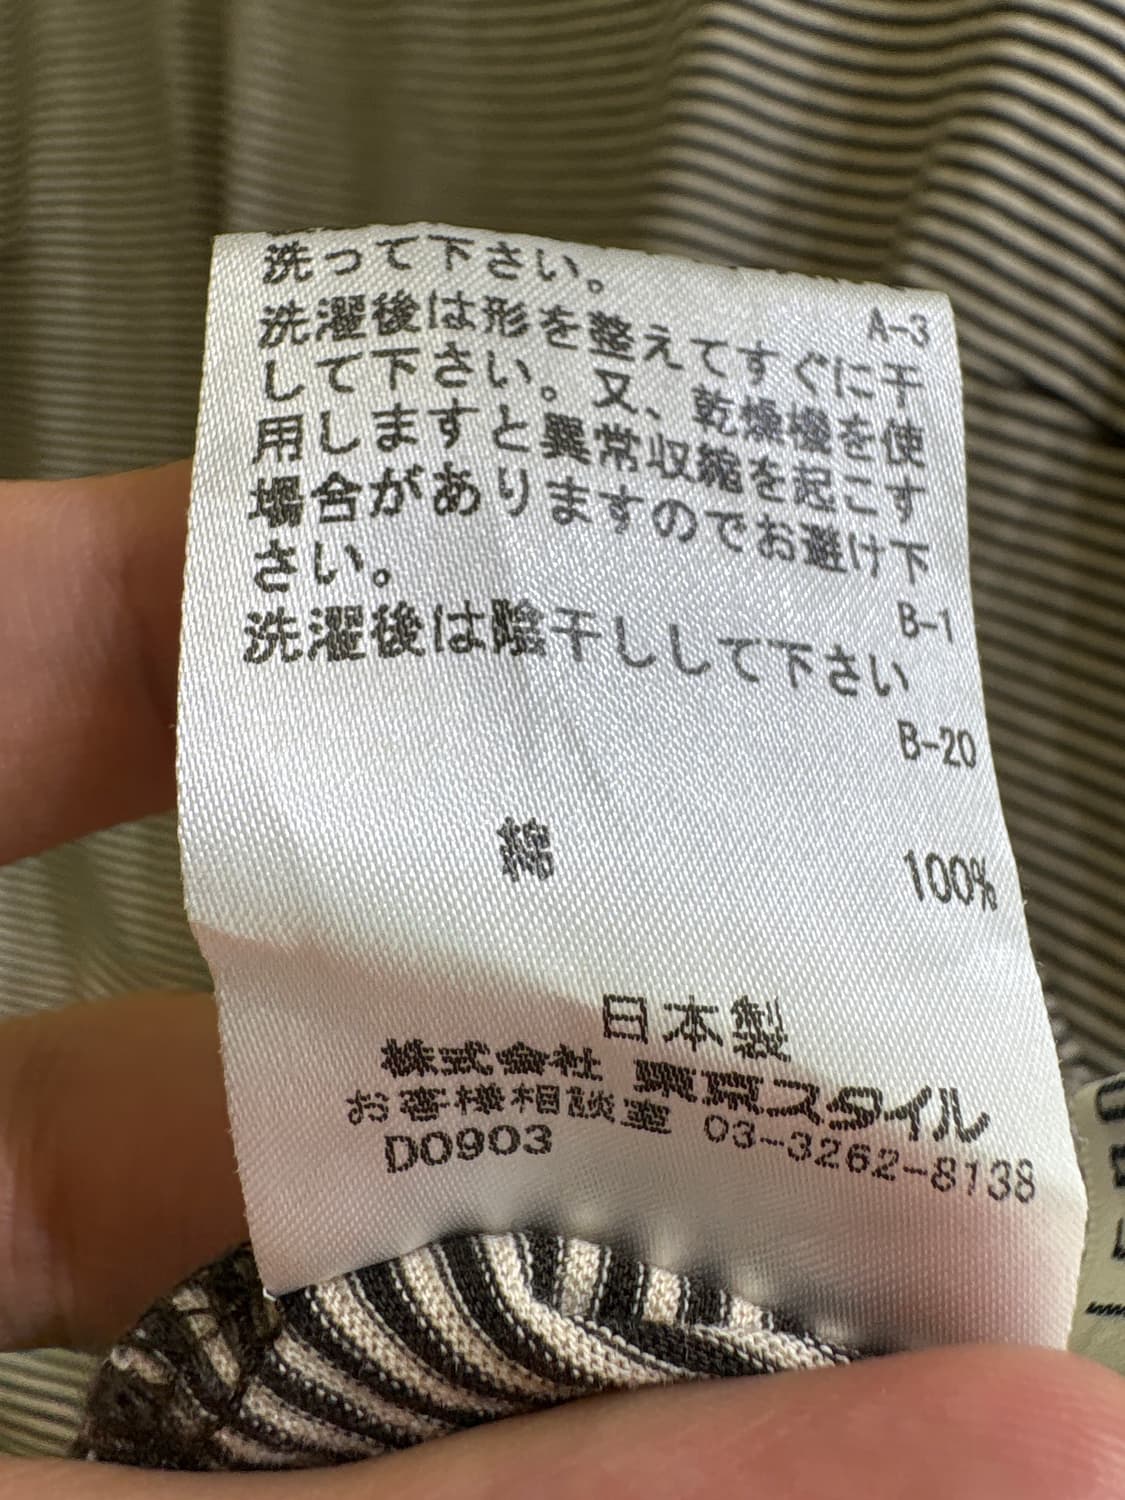 洗って下さい。
A-3
洗濯後は形を整えてすぐに干
して下さい。又、乾燥機を使
用しますと異常収縮を起こす
場合がありますのでお避け下
さい。
B-1
洗濯後は陰干しして下さい
B-20
綿 100%
日本製
株式会社 東京スタイル
お客様相談室 03-3262-8138
D0903